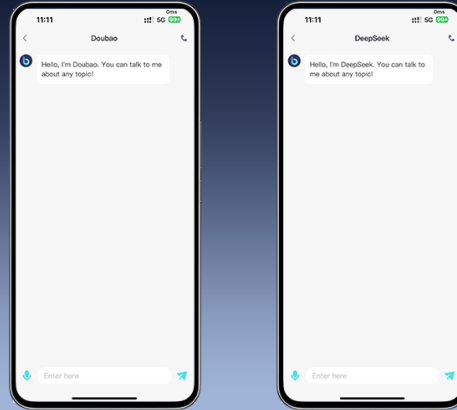 0ms
11:11
5G
99+
Doubao
Hello, I'm Doubao. You can talk to me
about any topic!
Enter here
0ms
11:11
5G
99+
DeepSeek
Hello, I'm DeepSeek. You can talk to
me about any topic!
Enter here